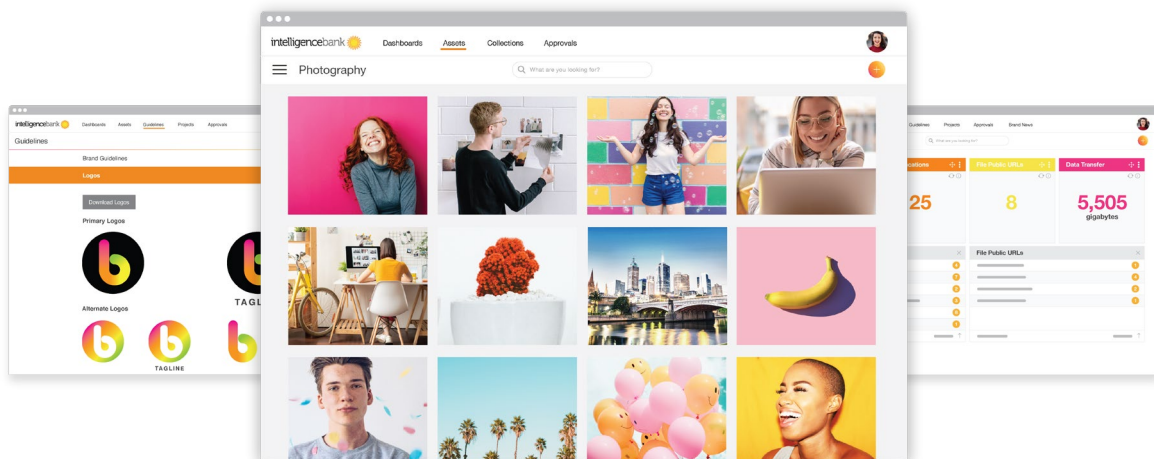 intelligencebank
Dashboards Assets Collections Approvals
Photography
What are you looking for?
intelligencebank
Dashboards Assets Guidelines Projects Approvals
Guidelines
Brand Guidelines
Logos
Download Logos
Primary Logos
b
TAGL
Alternate Logos
b b b
TAGLINE
Guidelines Projects Approvals Brand News
What are you looking for?
cations File Public URLs Data Transfer
25 8 5,505
gigabytes
File Public URLs